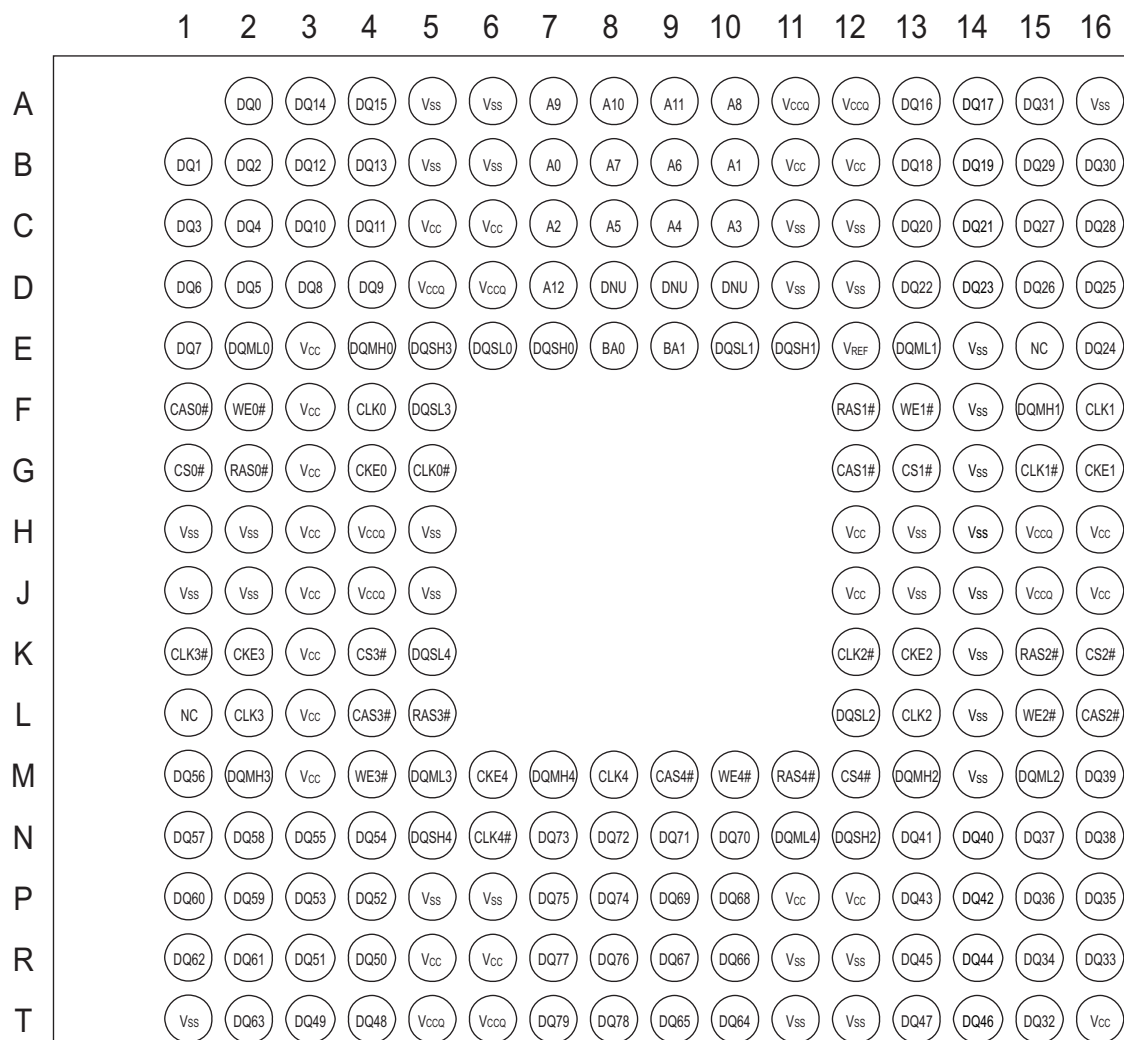 1 2 3 4 5 6 7 8 9 10 11 12 13 14 15 16
A DQ0 DQ14 DQ15 Vss Vss A9 A10 A11 A8 VCCQ VCCQ DQ16 DQ17 DQ31 Vss
B DQ1 DQ2 DQ12 DQ13 Vss Vss A0 A7 A6 A1 Vcc Vcc DQ18 DQ19 DQ29 DQ30
C DQ3 DQ4 DQ10 DQ11 Vcc Vcc A2 A5 A4 A3 Vss Vss DQ20 DQ21 DQ27 DQ28
D DQ6 DQ5 DQ8 DQ9 VCCQ VCCQ A12 DNU DNU DNU Vss Vss DQ22 DQ23 DQ26 DQ25
E DQ7 DQML0 Vcc DQMH0 DQSH3 DQSL0 DQSH0 BA0 BA1 DQSL1 DQSH1 VREF DQML1 Vss NC DQ24
F CAS0# WE0# Vcc CLK0 DQSL3 RAS1# WE1# Vss DQMH1 CLK1
G CS0# RAS0# Vcc CKE0 CLK0# CAS1# CS1# Vss CLK1# CKE1
H Vss Vss Vcc VCCQ Vss Vcc Vss Vss VCCQ Vcc
J Vss Vss Vcc VCCQ Vss Vcc Vss Vss VCCQ Vcc
K CLK3# CKE3 Vcc CS3# DQSL4 CLK2# CKE2 Vss RAS2# CS2#
L NC CLK3 Vcc CAS3# RAS3# DQSL2 CLK2 Vss WE2# CAS2#
M DQ56 DQMH3 Vcc WE3# DQML3 CKE4 DQMH4 CLK4 CAS4# WE4# RAS4# CS4# DQMH2 Vss DQML2 DQ39
N DQ57 DQ58 DQ55 DQ54 DQSH4 CLK4# DQ73 DQ72 DQ71 DQ70 DQML4 DQSH2 DQ41 DQ40 DQ37 DQ38
P DQ60 DQ59 DQ53 DQ52 Vss Vss DQ75 DQ74 DQ69 DQ68 Vcc Vcc DQ43 DQ42 DQ36 DQ35
R DQ62 DQ61 DQ51 DQ50 Vcc Vcc DQ77 DQ76 DQ67 DQ66 Vss Vss DQ45 DQ44 DQ34 DQ33
T Vss DQ63 DQ49 DQ48 VCCQ VCCQ DQ79 DQ78 DQ65 DQ64 Vss Vss DQ47 DQ46 DQ32 Vcc